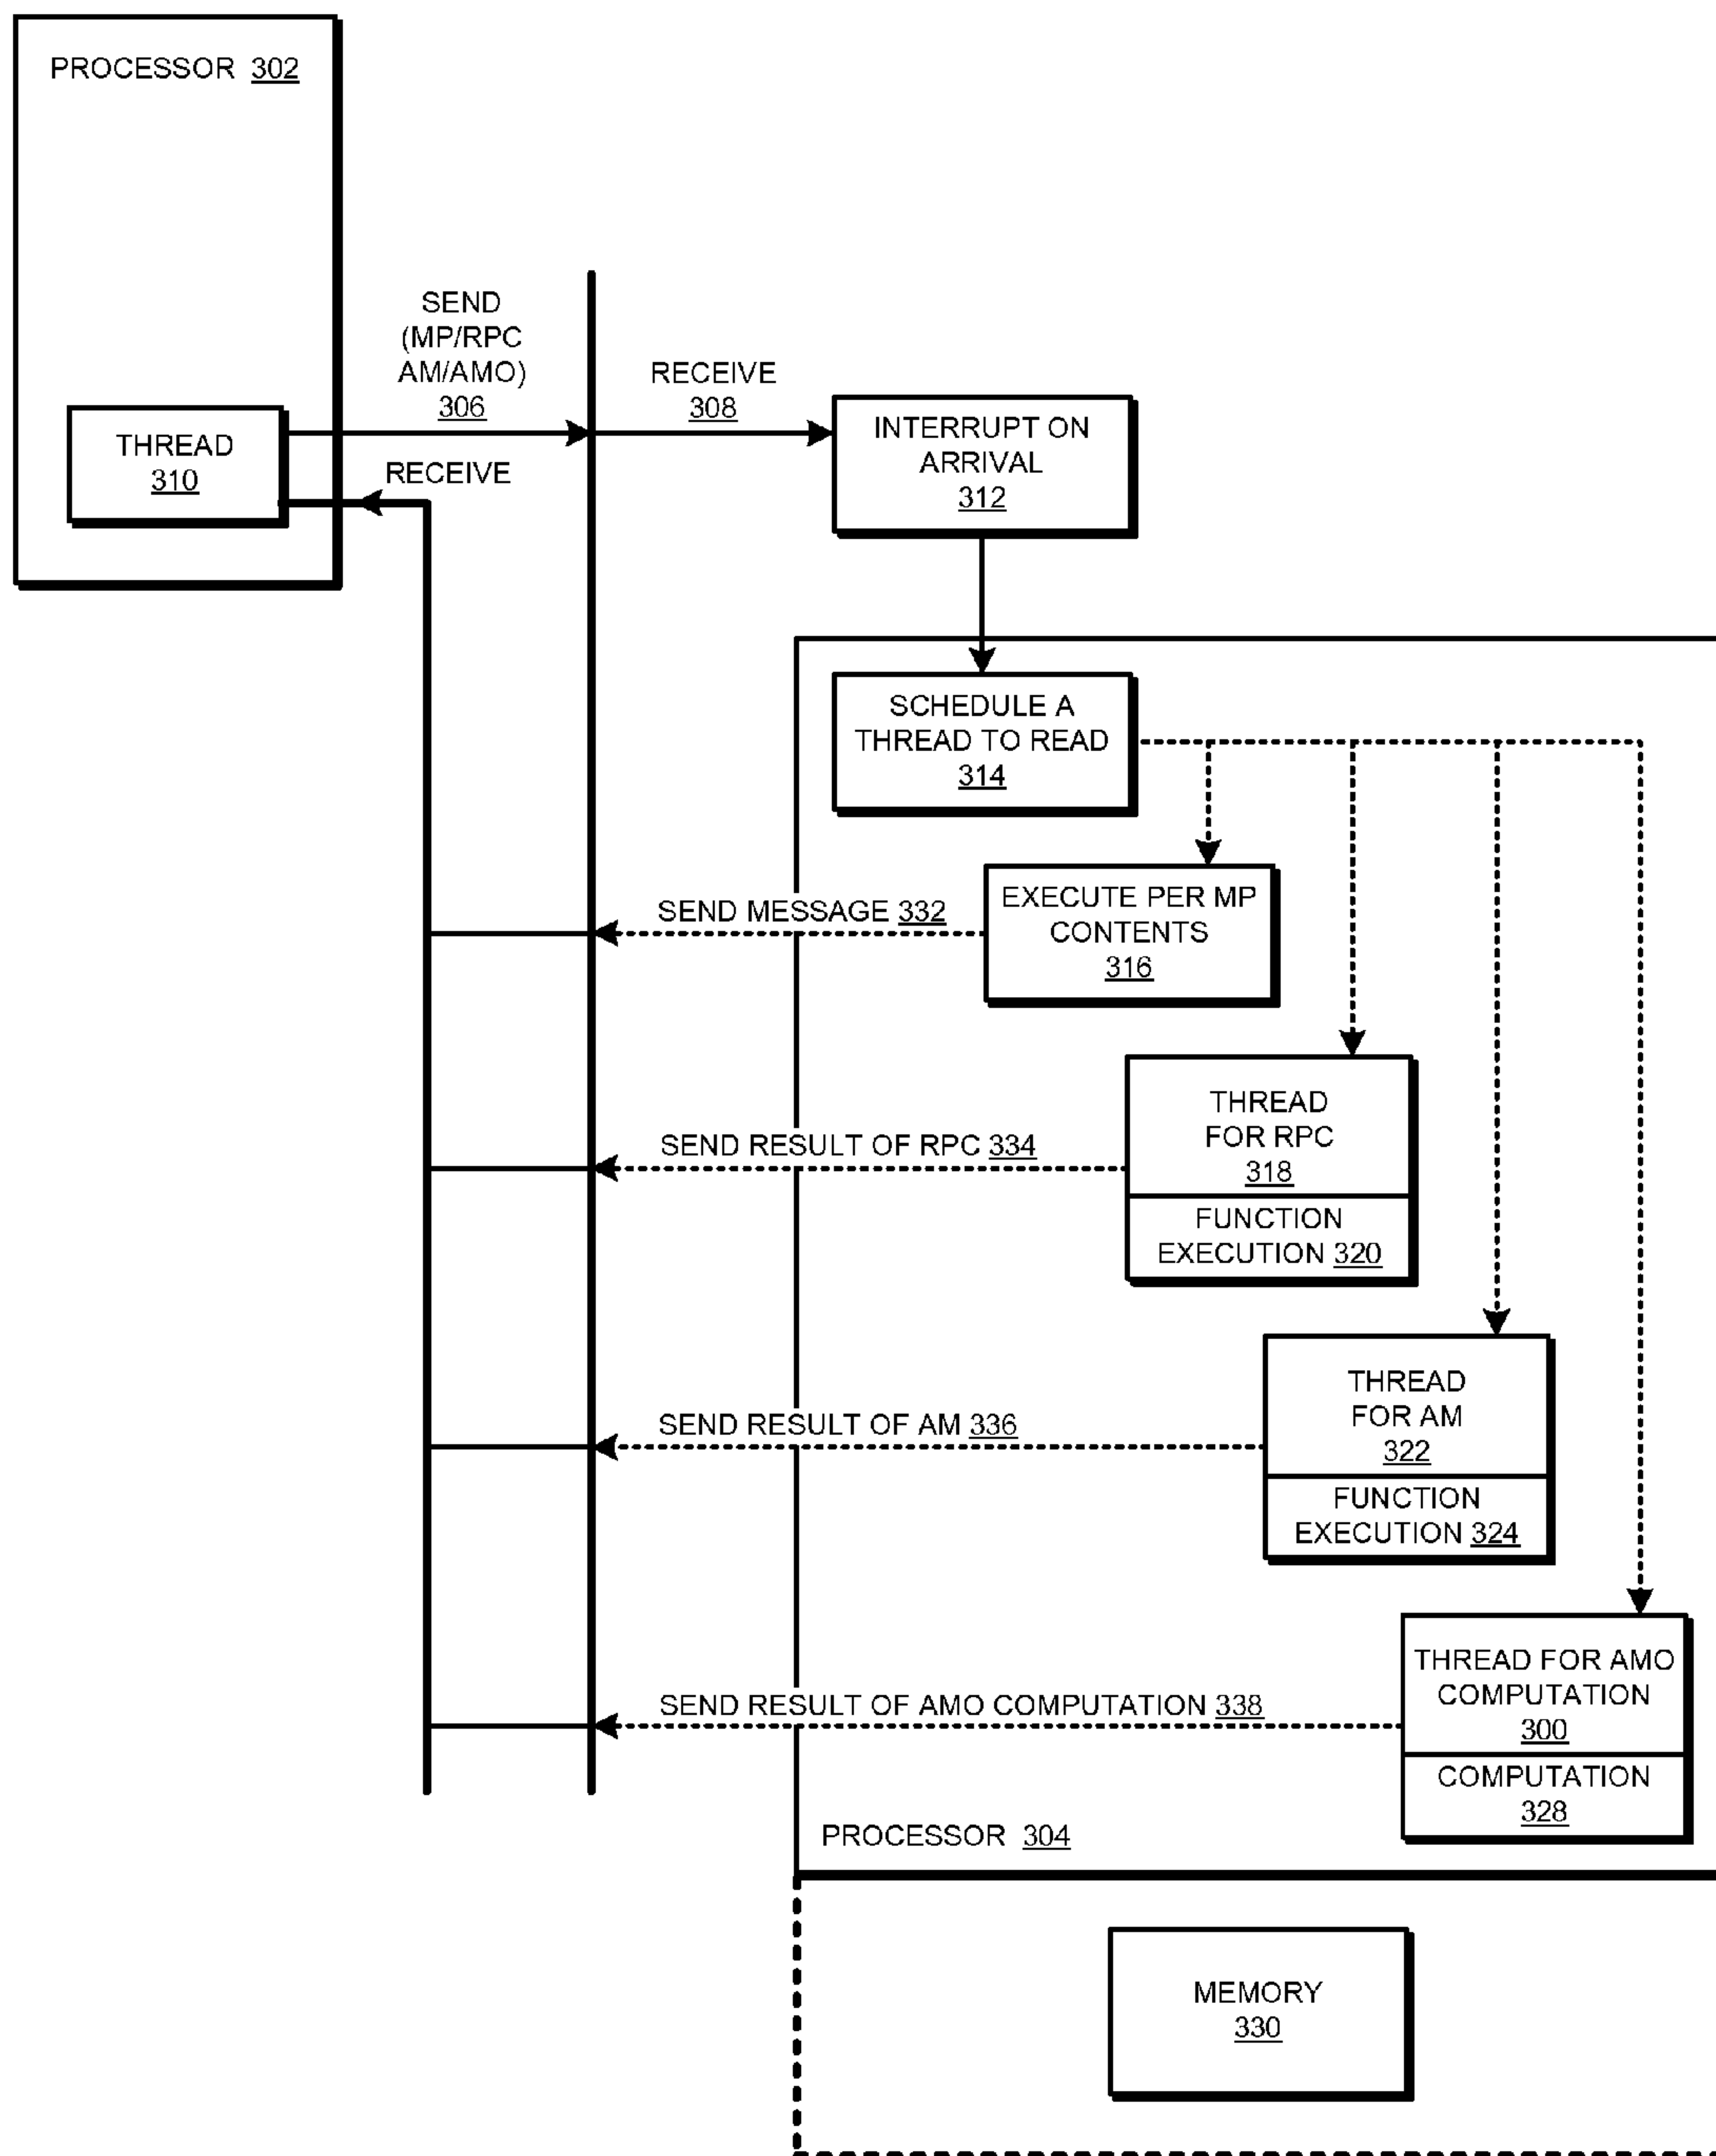 PROCESSOR 302
SEND
(MP/RPC
AM/AMO)
306
RECEIVE
308
THREAD
310
RECEIVE
INTERRUPT ON
ARRIVAL
312
SCHEDULE A
THREAD TO READ
314
SEND MESSAGE 332
EXECUTE PER MP
CONTENTS
316
SEND RESULT OF RPC 334
THREAD
FOR RPC
318
FUNCTION
EXECUTION 320
SEND RESULT OF AM 336
THREAD
FOR AM
322
FUNCTION
EXECUTION 324
SEND RESULT OF AMO COMPUTATION 338
THREAD FOR AMO
COMPUTATION
300
COMPUTATION
328
PROCESSOR 304
MEMORY
330